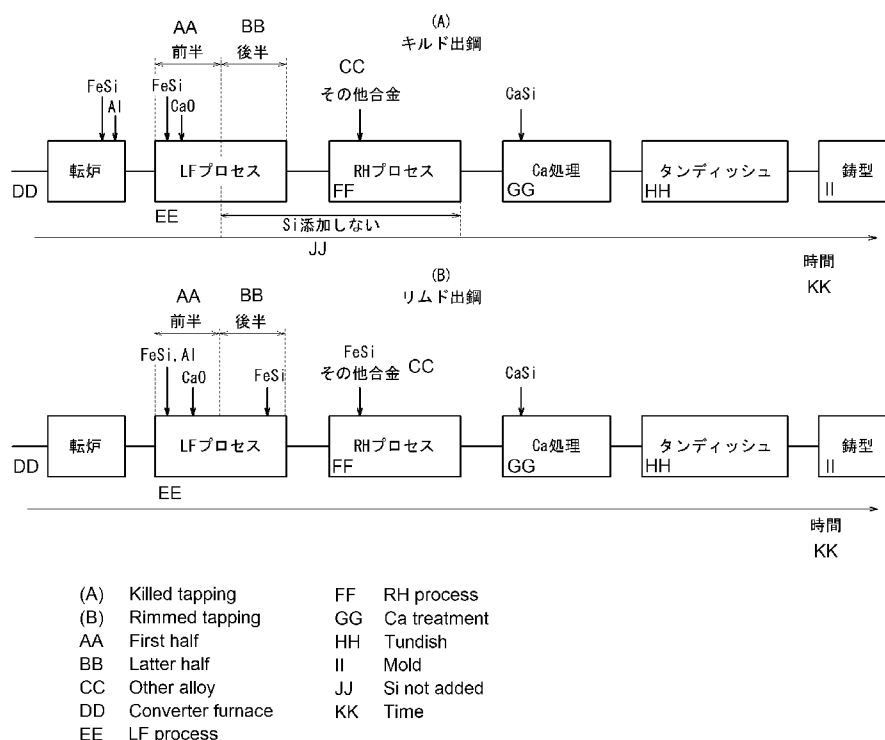 (A)
キルド出鋼
AA
前半
BB
後半
FeSi
Al
FeSi
CaO
CC
その他合金
CaSi
転炉
DD
LFプロセス
EE
RHプロセス
FF
Ca処理
GG
タンディッシュ
HH
鋳型
II
Si添加しない
JJ
時間
KK
(B)
リムド出鋼
AA
前半
BB
後半
FeSi,Al
CaO
FeSi
FeSi
その他合金
CC
CaSi
転炉
DD
LFプロセス
EE
RHプロセス
FF
Ca処理
GG
タンディッシュ
HH
鋳型
II
時間
KK
(A) Killed tapping
(B) Rimmed tapping
AA First half
BB Latter half
CC Other alloy
DD Converter furnace
EE LF process
FF RH process
GG Ca treatment
HH Tundish
II Mold
JJ Si not added
KK Time